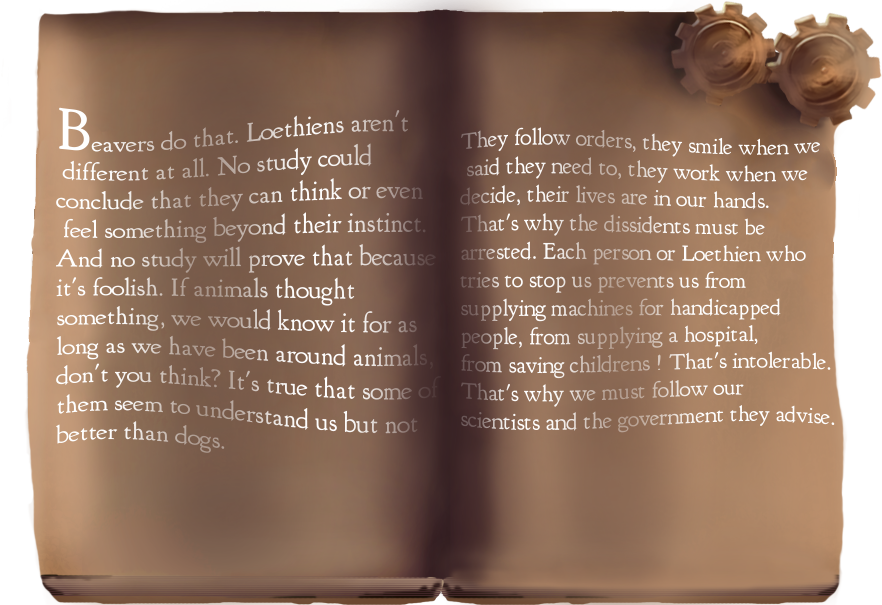 Beavers do that. Loethiens aren't
different at all. No study could
conclude that they can think or even
feel something beyond their instinct.
And no study will prove that because
it's foolish. If animals thought
something, we would know it for as
long as we have been around animals,
don't you think? It's true that some of
them seem to understand us but not
better than dogs.
They follow orders, they smile when we
said they need to, they work when we
decide, their lives are in our hands.
That's why the dissidents must be
arrested. Each person or Loethien who
tries to stop us prevents us from
supplying machines for handicapped
people, from supplying a hospital,
from saving childrens ! That's intolerable.
That's why we must follow our
scientists and the government they advise.